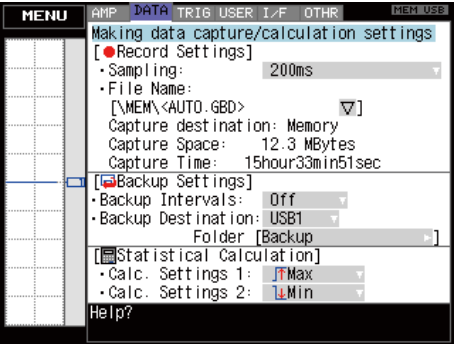 MENU AMP DATA TRIG USER I/F OTHR MEM USB
Making data capture/calculation settings
[●Record Settings]
・Sampling: 200ms
・File Name:
[\MEM\<AUTO.GBD> ▽]
Capture destination: Memory
Capture Space: 12.3 MBytes
Capture Time: 15hour33min51sec
[Backup Settings]
・Backup Intervals: Off
・Backup Destination: USB1
Folder [Backup ]
[Statistical Calculation]
・Calc. Settings 1: Max
・Calc. Settings 2: Min
Help?